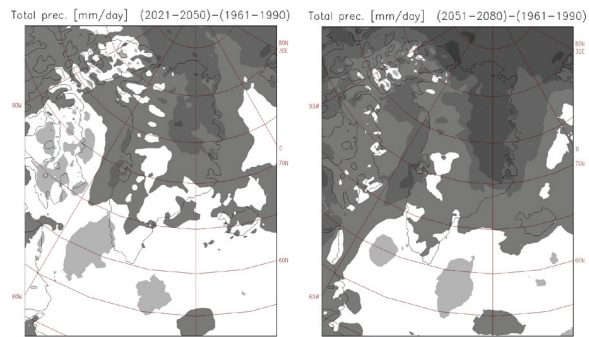 Total prec. [mm/day] (2021-2050)-(1961-1990)
80N
30E
90W
0
70N
60N
60W
Total prec. [mm/day] (2051-2080)-(1961-1990)
80N
30E
90W
0
70N
60N
60W